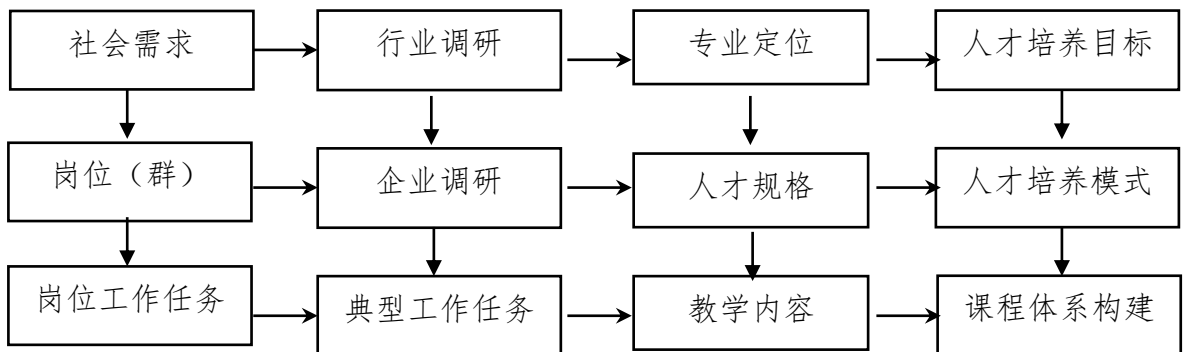 社会需求
行业调研
专业定位
人才培养目标
岗位（群）
企业调研
人才规格
人才培养模式
岗位工作任务
典型工作任务
教学内容
课程体系构建